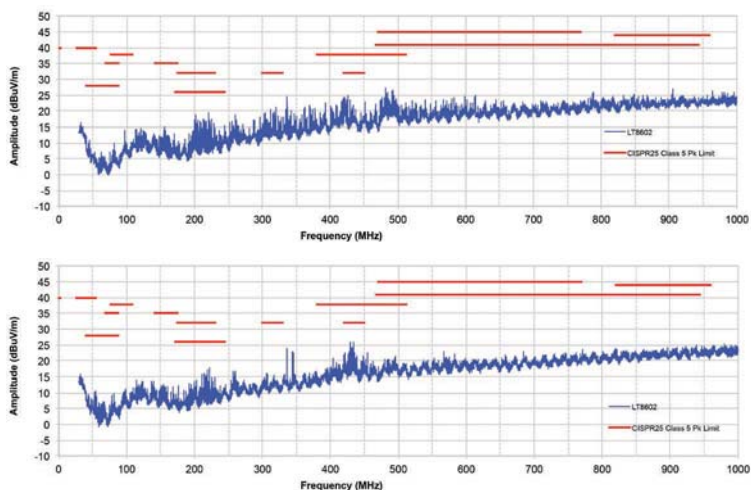 50
45
40
35
30
25
20
15
10
5
0
-5
-10
Amplitude (dBuV/m)
LT8602
CISPR25 Class 5 Pk Limit
0 100 200 300 400 500 600 700 800 900 1000
Frequency (MHz)
50
45
40
35
30
25
20
15
10
5
0
-5
-10
Amplitude (dBuV/m)
LT8602
CISPR25 Class 5 Pk Limit
0 100 200 300 400 500 600 700 800 900 1000
Frequency (MHz)